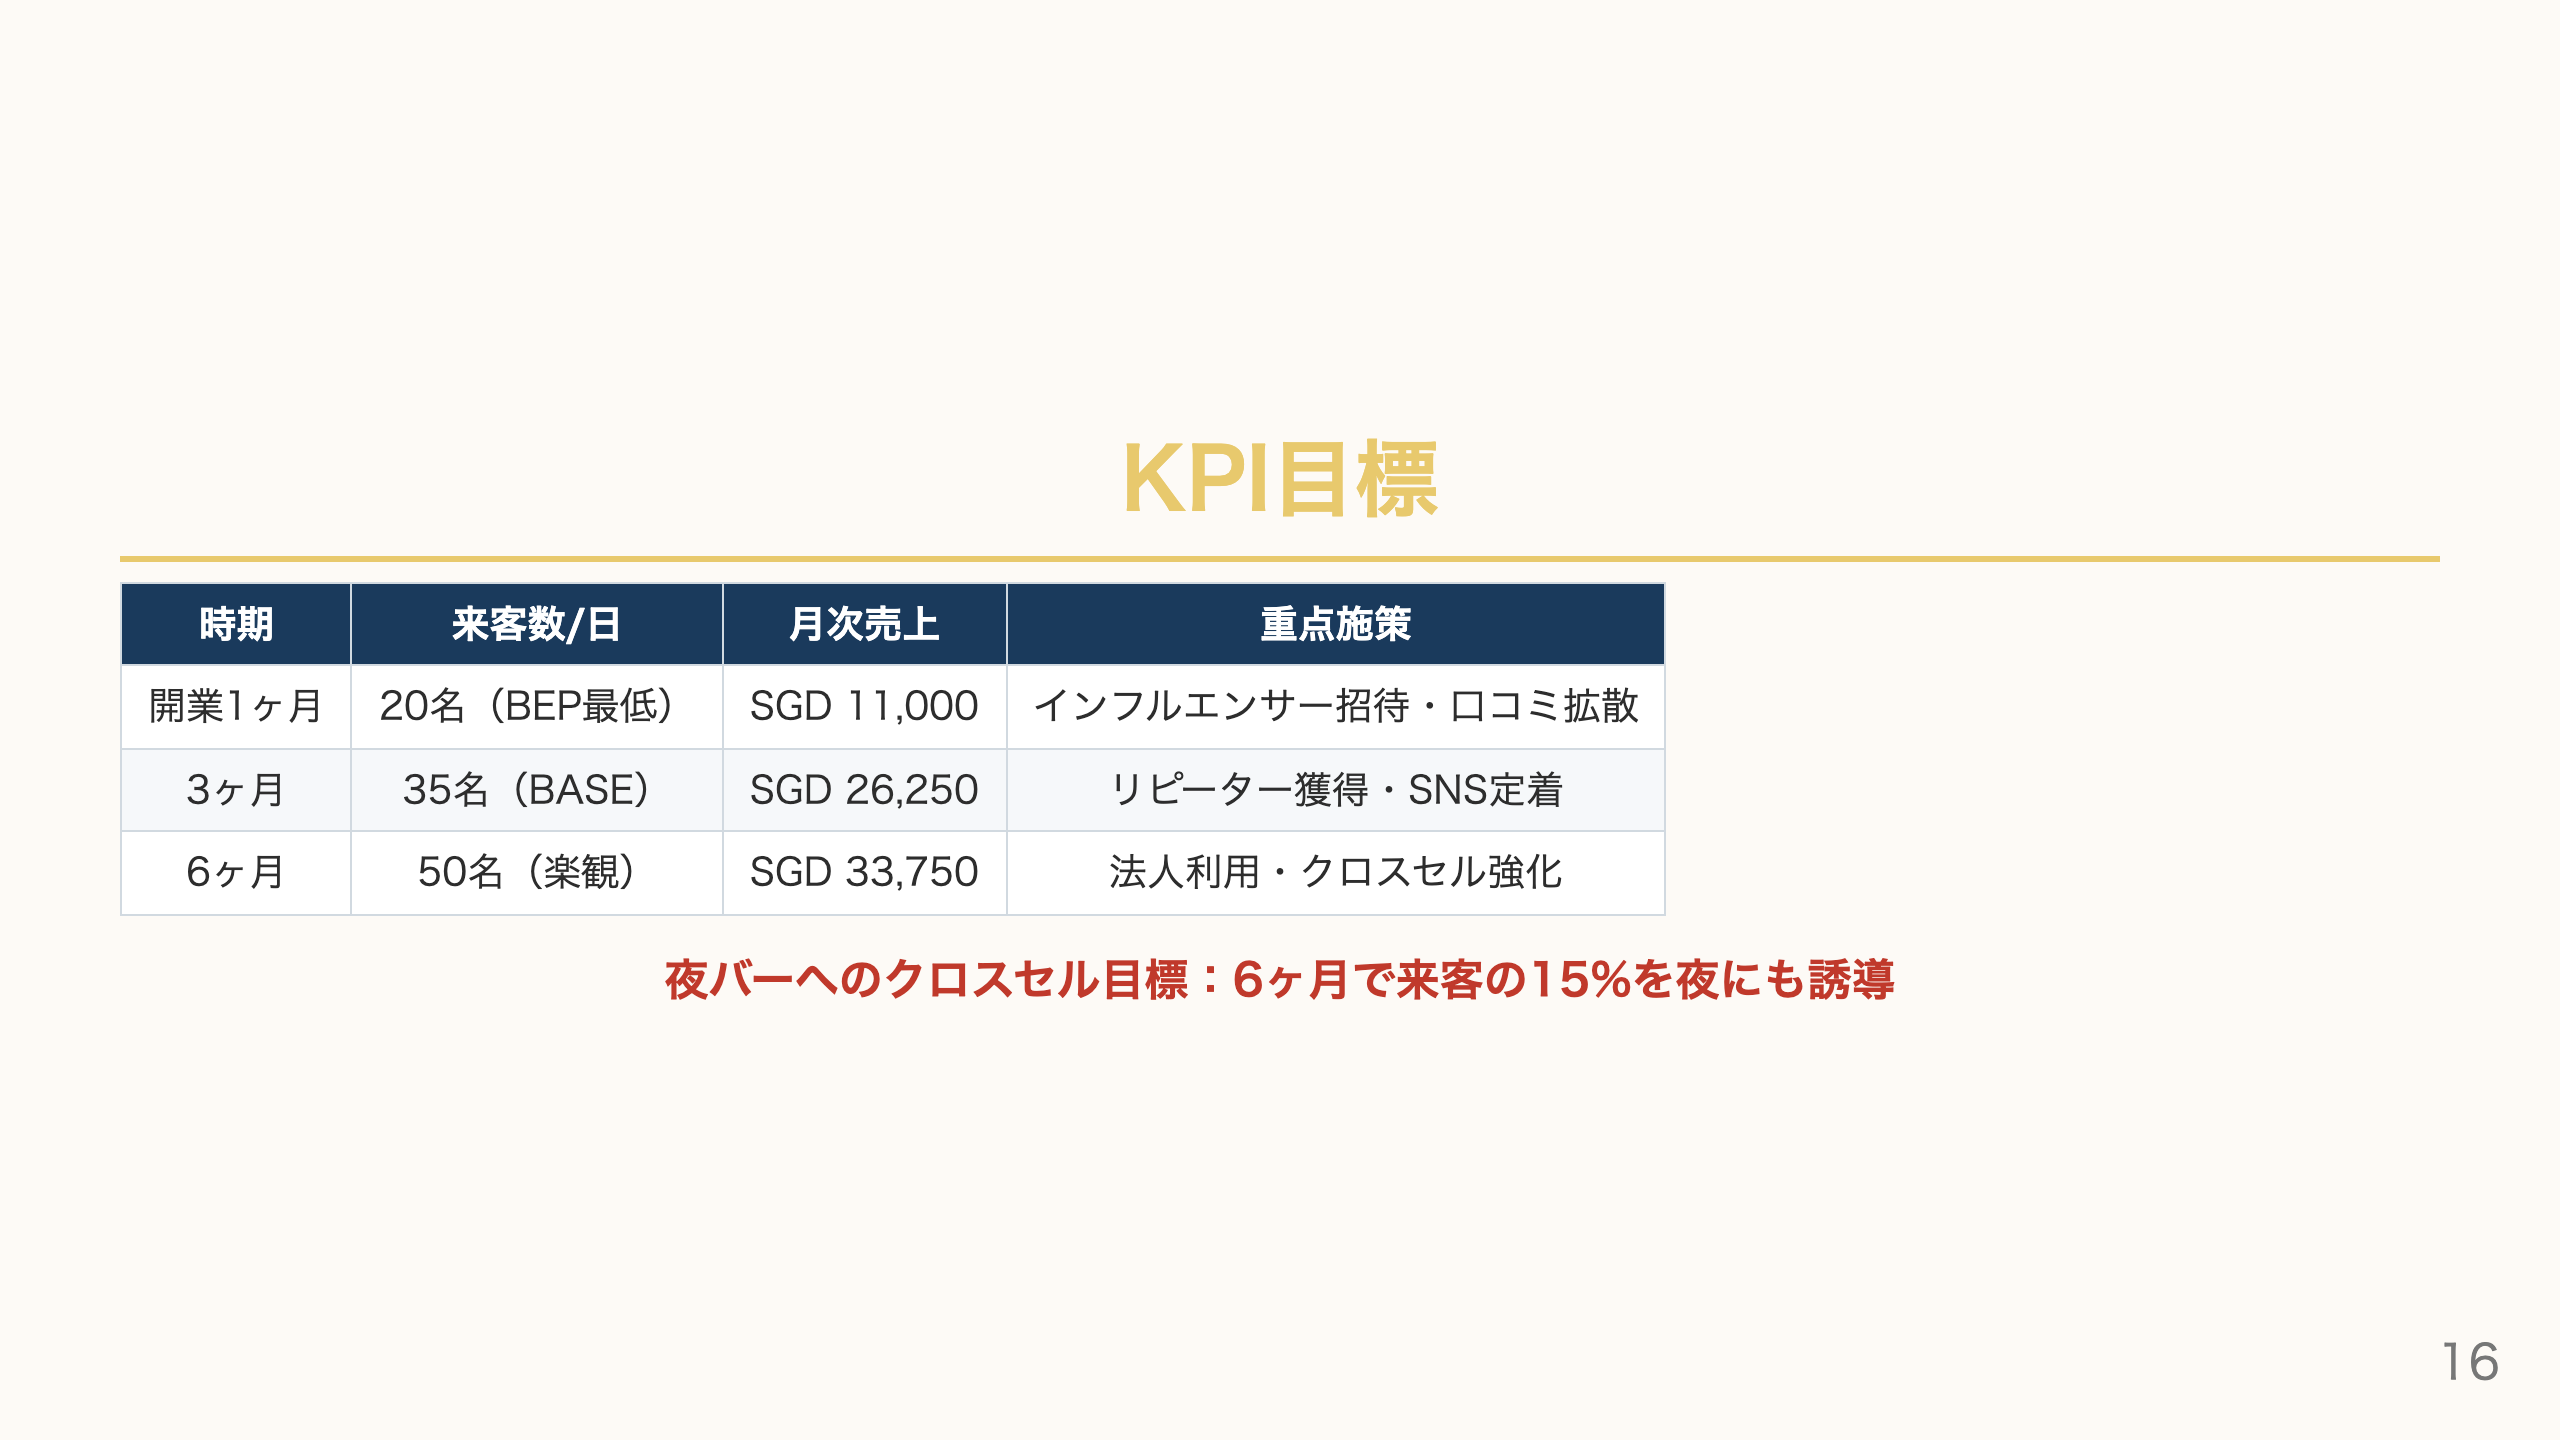 KPI目標
時期 来客数/日 月次売上 重点施策
開業1ヶ月 20名（BEP最低） SGD 11,000 インフルエンサー招待・口コミ拡散
3ヶ月 35名（BASE） SGD 26,250 リピーター獲得・SNS定着
6ヶ月 50名（楽観） SGD 33,750 法人利用・クロスセル強化
夜バーへのクロスセル目標：6ヶ月で来客の15%を夜にも誘導
16